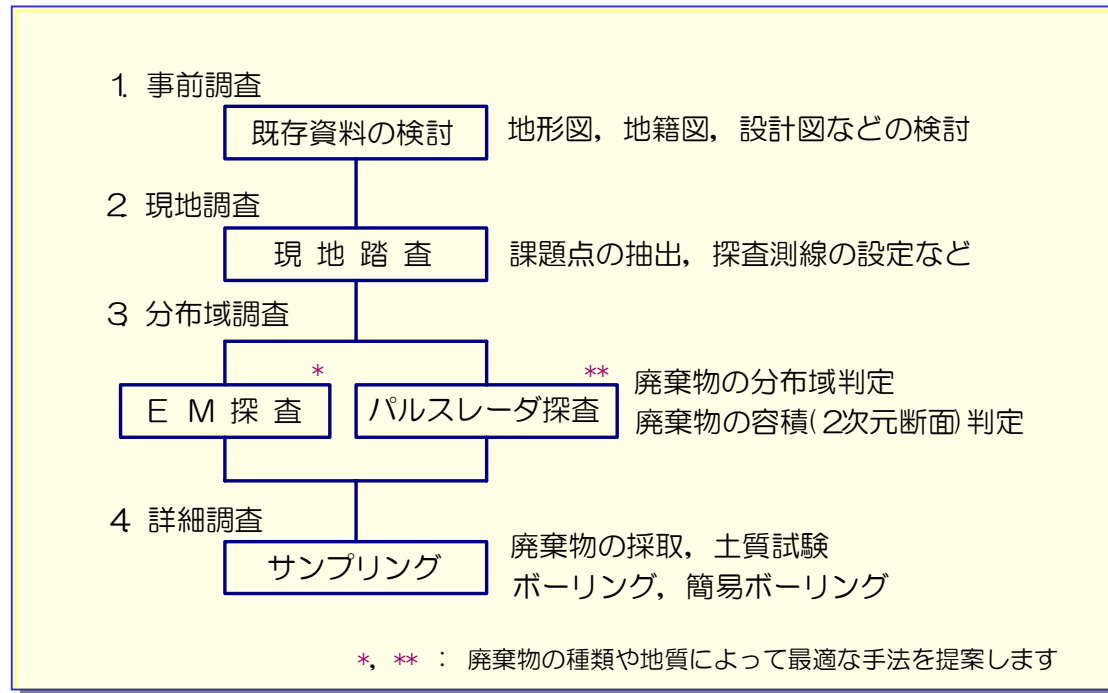 1. 事前調査
既存資料の検討
地形図，地籍図，設計図などの検討
2. 現地調査
現 地 踏 査
課題点の抽出，探査測線の設定など
3. 分布域調査
*
**
E M 探 査
パルスレーダ探査
廃棄物の分布域判定
廃棄物の容積(2次元断面)判定
4. 詳細調査
サンプリング
廃棄物の採取，土質試験
ボーリング，簡易ボーリング
*, ** ： 廃棄物の種類や地質によって最適な手法を提案します